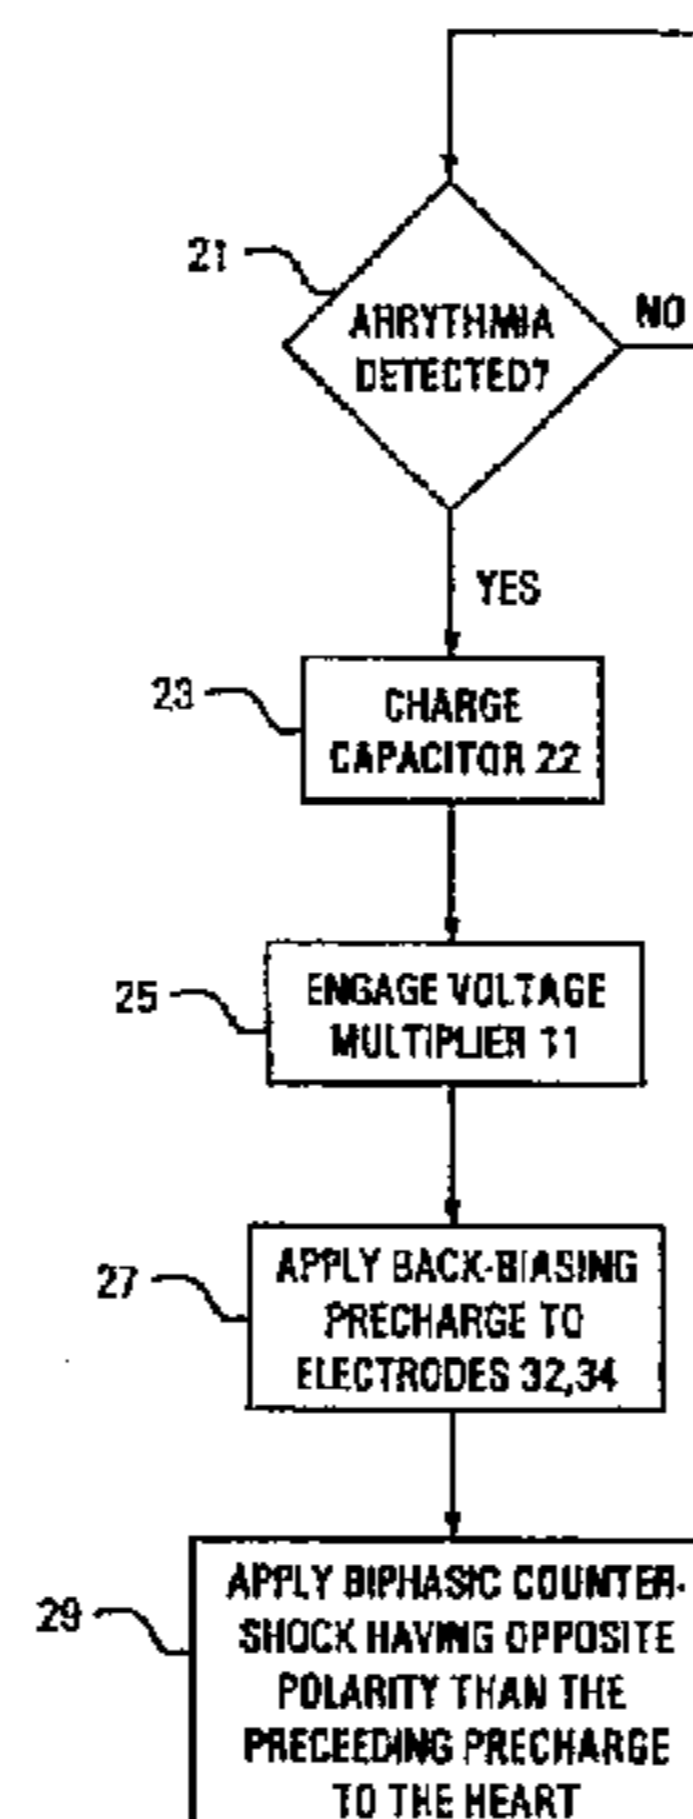 21
ARRYTHMIA
DETECTED?
NO
YES
23
CHARGE
CAPACITOR 22
25
ENGAGE VOLTAGE
MULTIPLIER 11
27
APPLY BACK-BIASING
PRECHARGE TO
ELECTRODES 32,34
29
APPLY BIPHASIC COUNTER-
SHOCK HAVING OPPOSITE
POLARITY THAN THE
PRECEEDING PRECHARGE
TO THE HEART